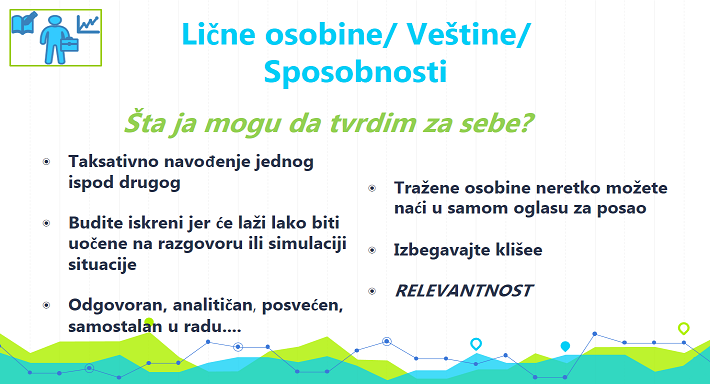 Lične osobine/ Veštine/
Sposobnosti
Šta ja mogu da tvrdim za sebe?
Taksativno navođenje jednog
ispod drugog
Budite iskreni jer će laži lako biti
uočene na razgovoru ili simulaciji
situacije
Odgovoran, analitičan, posvećen,
samostalan u radu....
Tražene osobine neretko možete
naći u samom oglasu za posao
Izbegavajte klišee
RELEVANTNOST